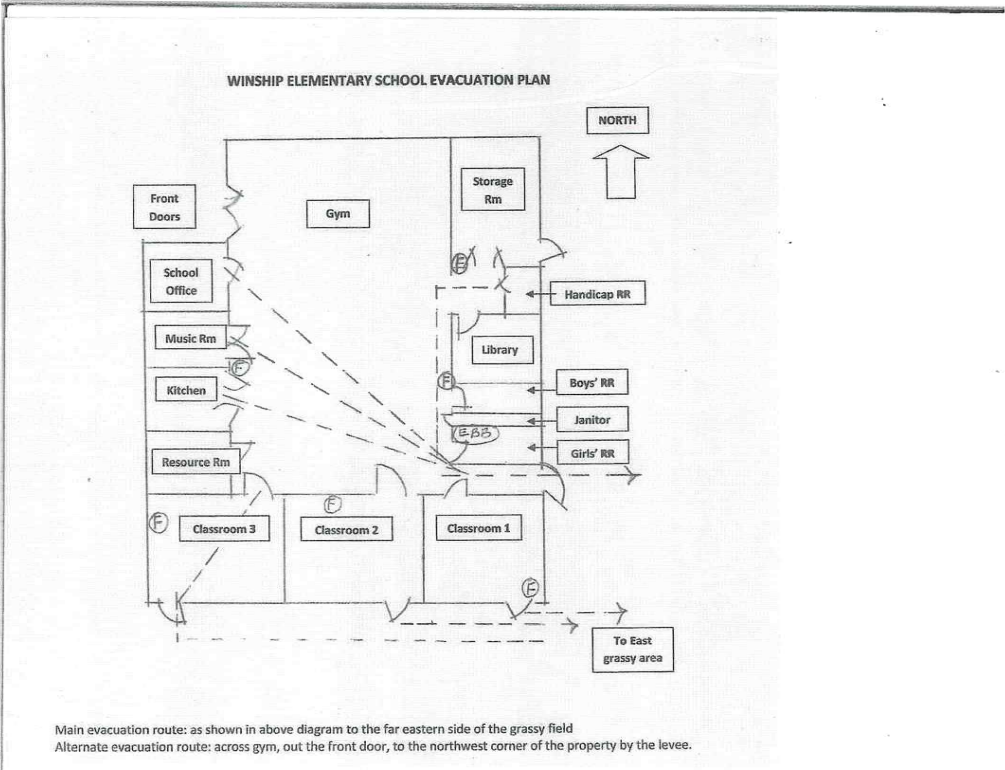 WINSHIP ELEMENTARY SCHOOL EVACUATION PLAN
NORTH
Storage
Rm
Front
Doors
Gym
School
Office
F
Handicap RR
Music Rm
Library
F
Kitchen
F
Boys' RR
Janitor
EBB
Girls' RR
Resource Rm
F
F
Classroom 3
Classroom 2
Classroom 1
F
To East
grassy area
Main evacuation route: as shown in above diagram to the far eastern side of the grassy field
Alternate evacuation route: across gym, out the front door, to the northwest corner of the property by the levee.